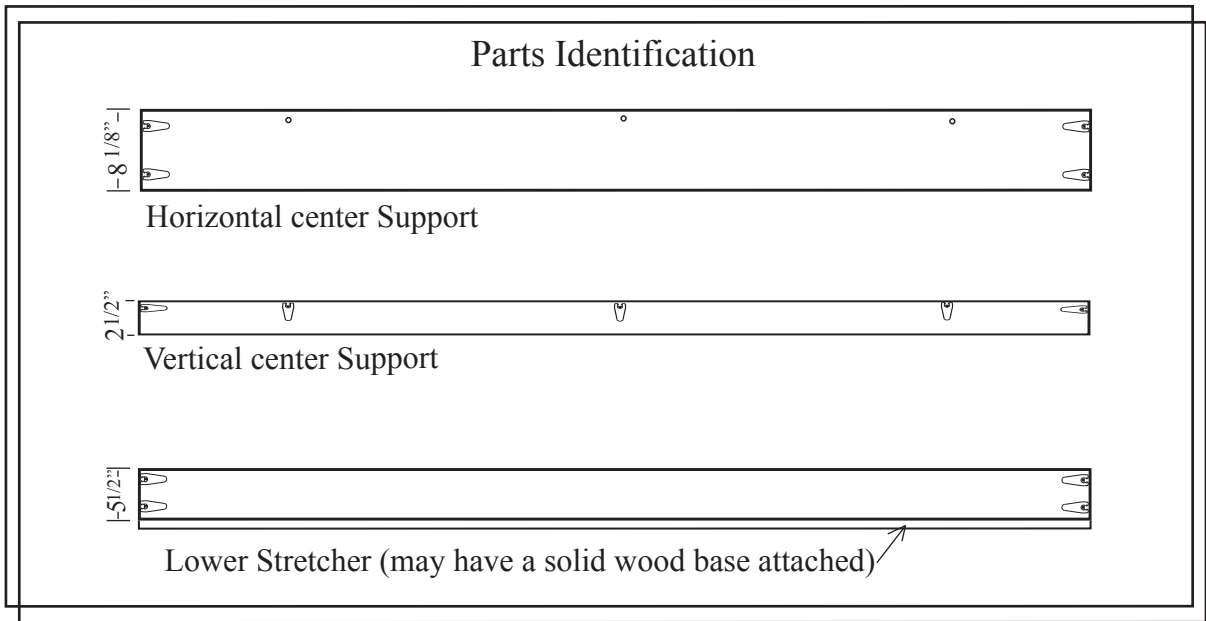 Parts Identification
8 1/8”
Horizontal center Support
2 1/2”
Vertical center Support
5 1/2”
Lower Stretcher (may have a solid wood base attached)